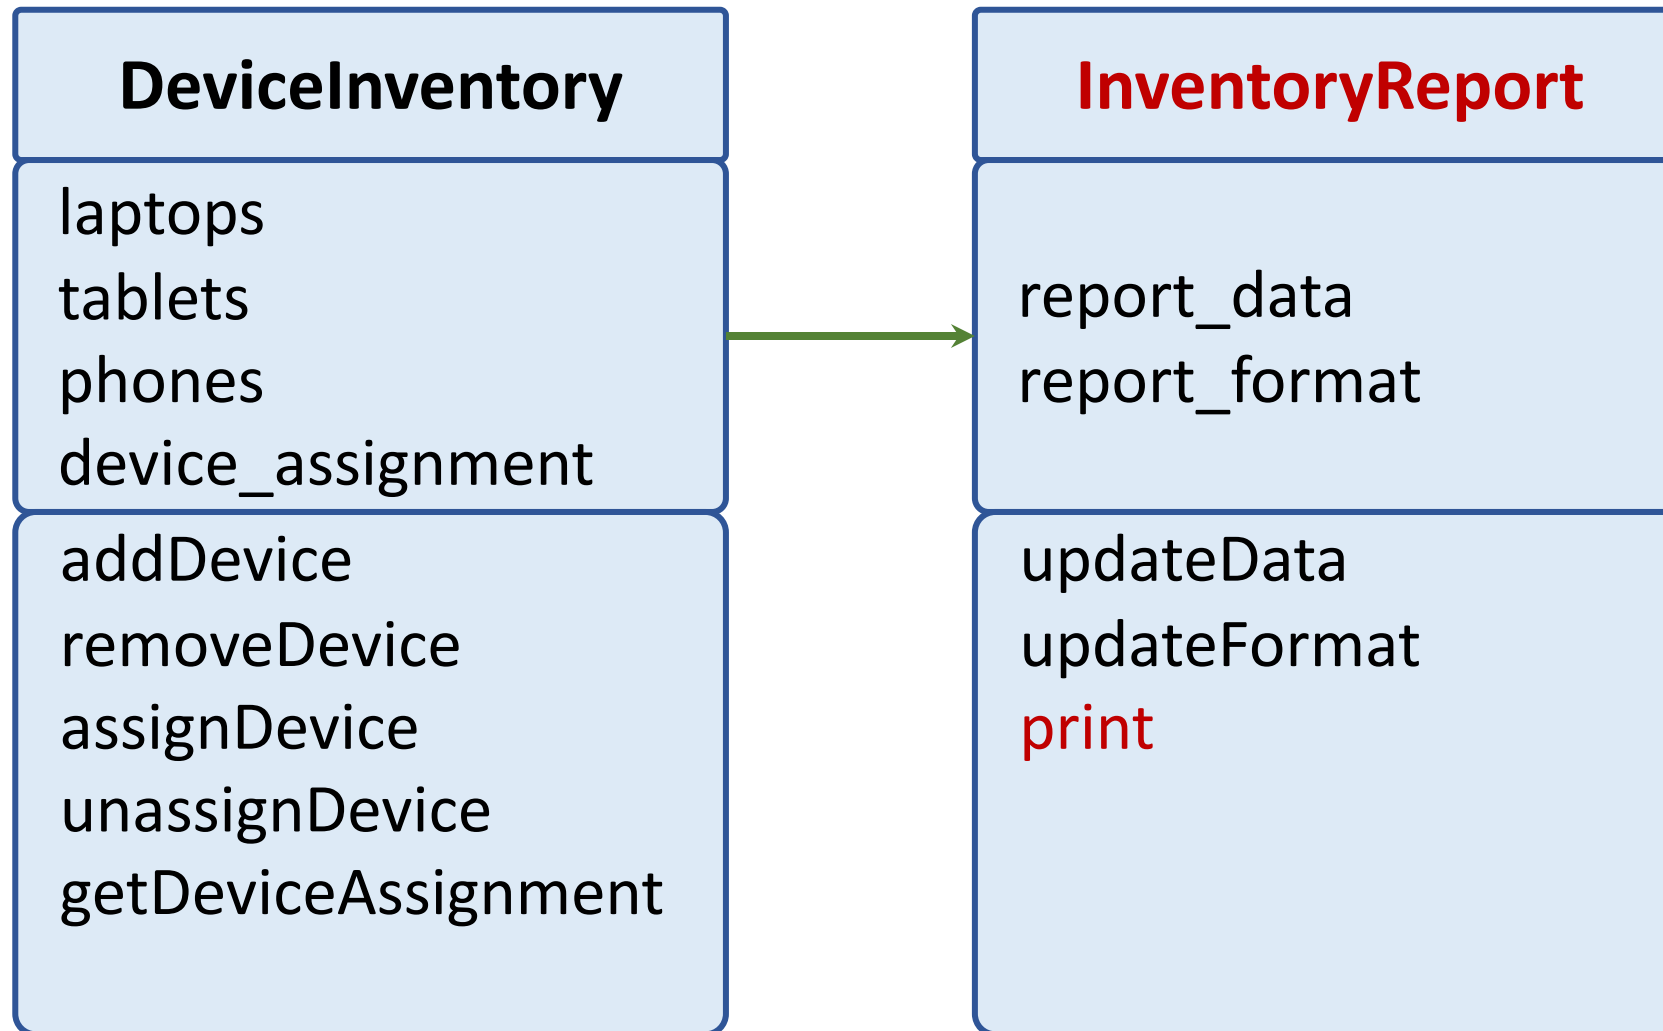 DeviceInventory
laptops
tablets
phones
device_assignment
addDevice
removeDevice
assignDevice
unassignDevice
getDeviceAssignment
InventoryReport
report_data
report_format
updateData
updateFormat
print